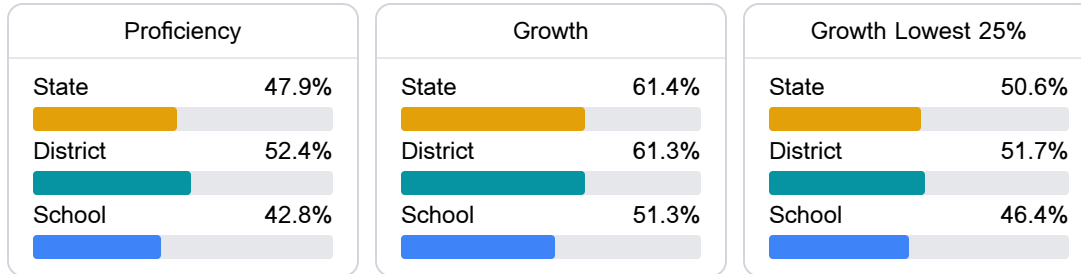 Proficiency
State 47.9%
District 52.4%
School 42.8%
Growth
State 61.4%
District 61.3%
School 51.3%
Growth Lowest 25%
State 50.6%
District 51.7%
School 46.4%